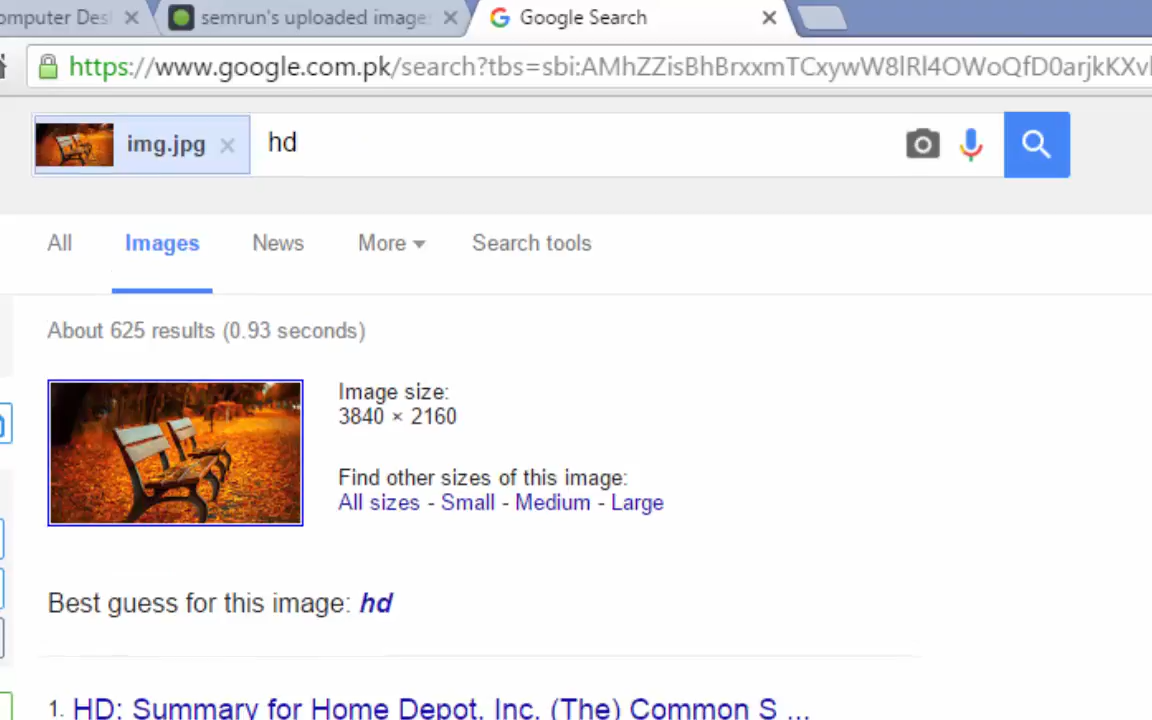 omputer Des
semrun's uploaded image
Google Search
https://www.google.com.pk/search?tbs=sbi:AMhZZisBhBrxxmTCxywW8lRl4OWoQfD0arjkKXvl
img.jpg hd
All Images News More Search tools
About 625 results (0.93 seconds)
Image size:
3840 × 2160
Find other sizes of this image:
All sizes - Small - Medium - Large
Best guess for this image: hd
1. HD: Summary for Home Depot, Inc. (The) Common S ...